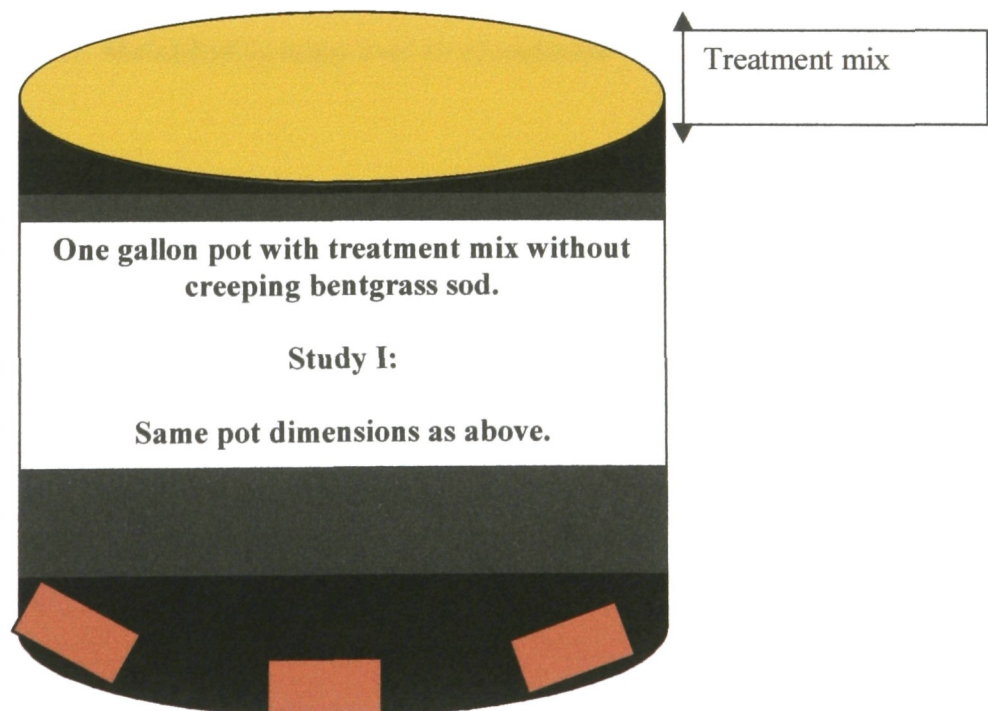 Treatment mix
One gallon pot with treatment mix without
creeping bentgrass sod.
Study I:
Same pot dimensions as above.